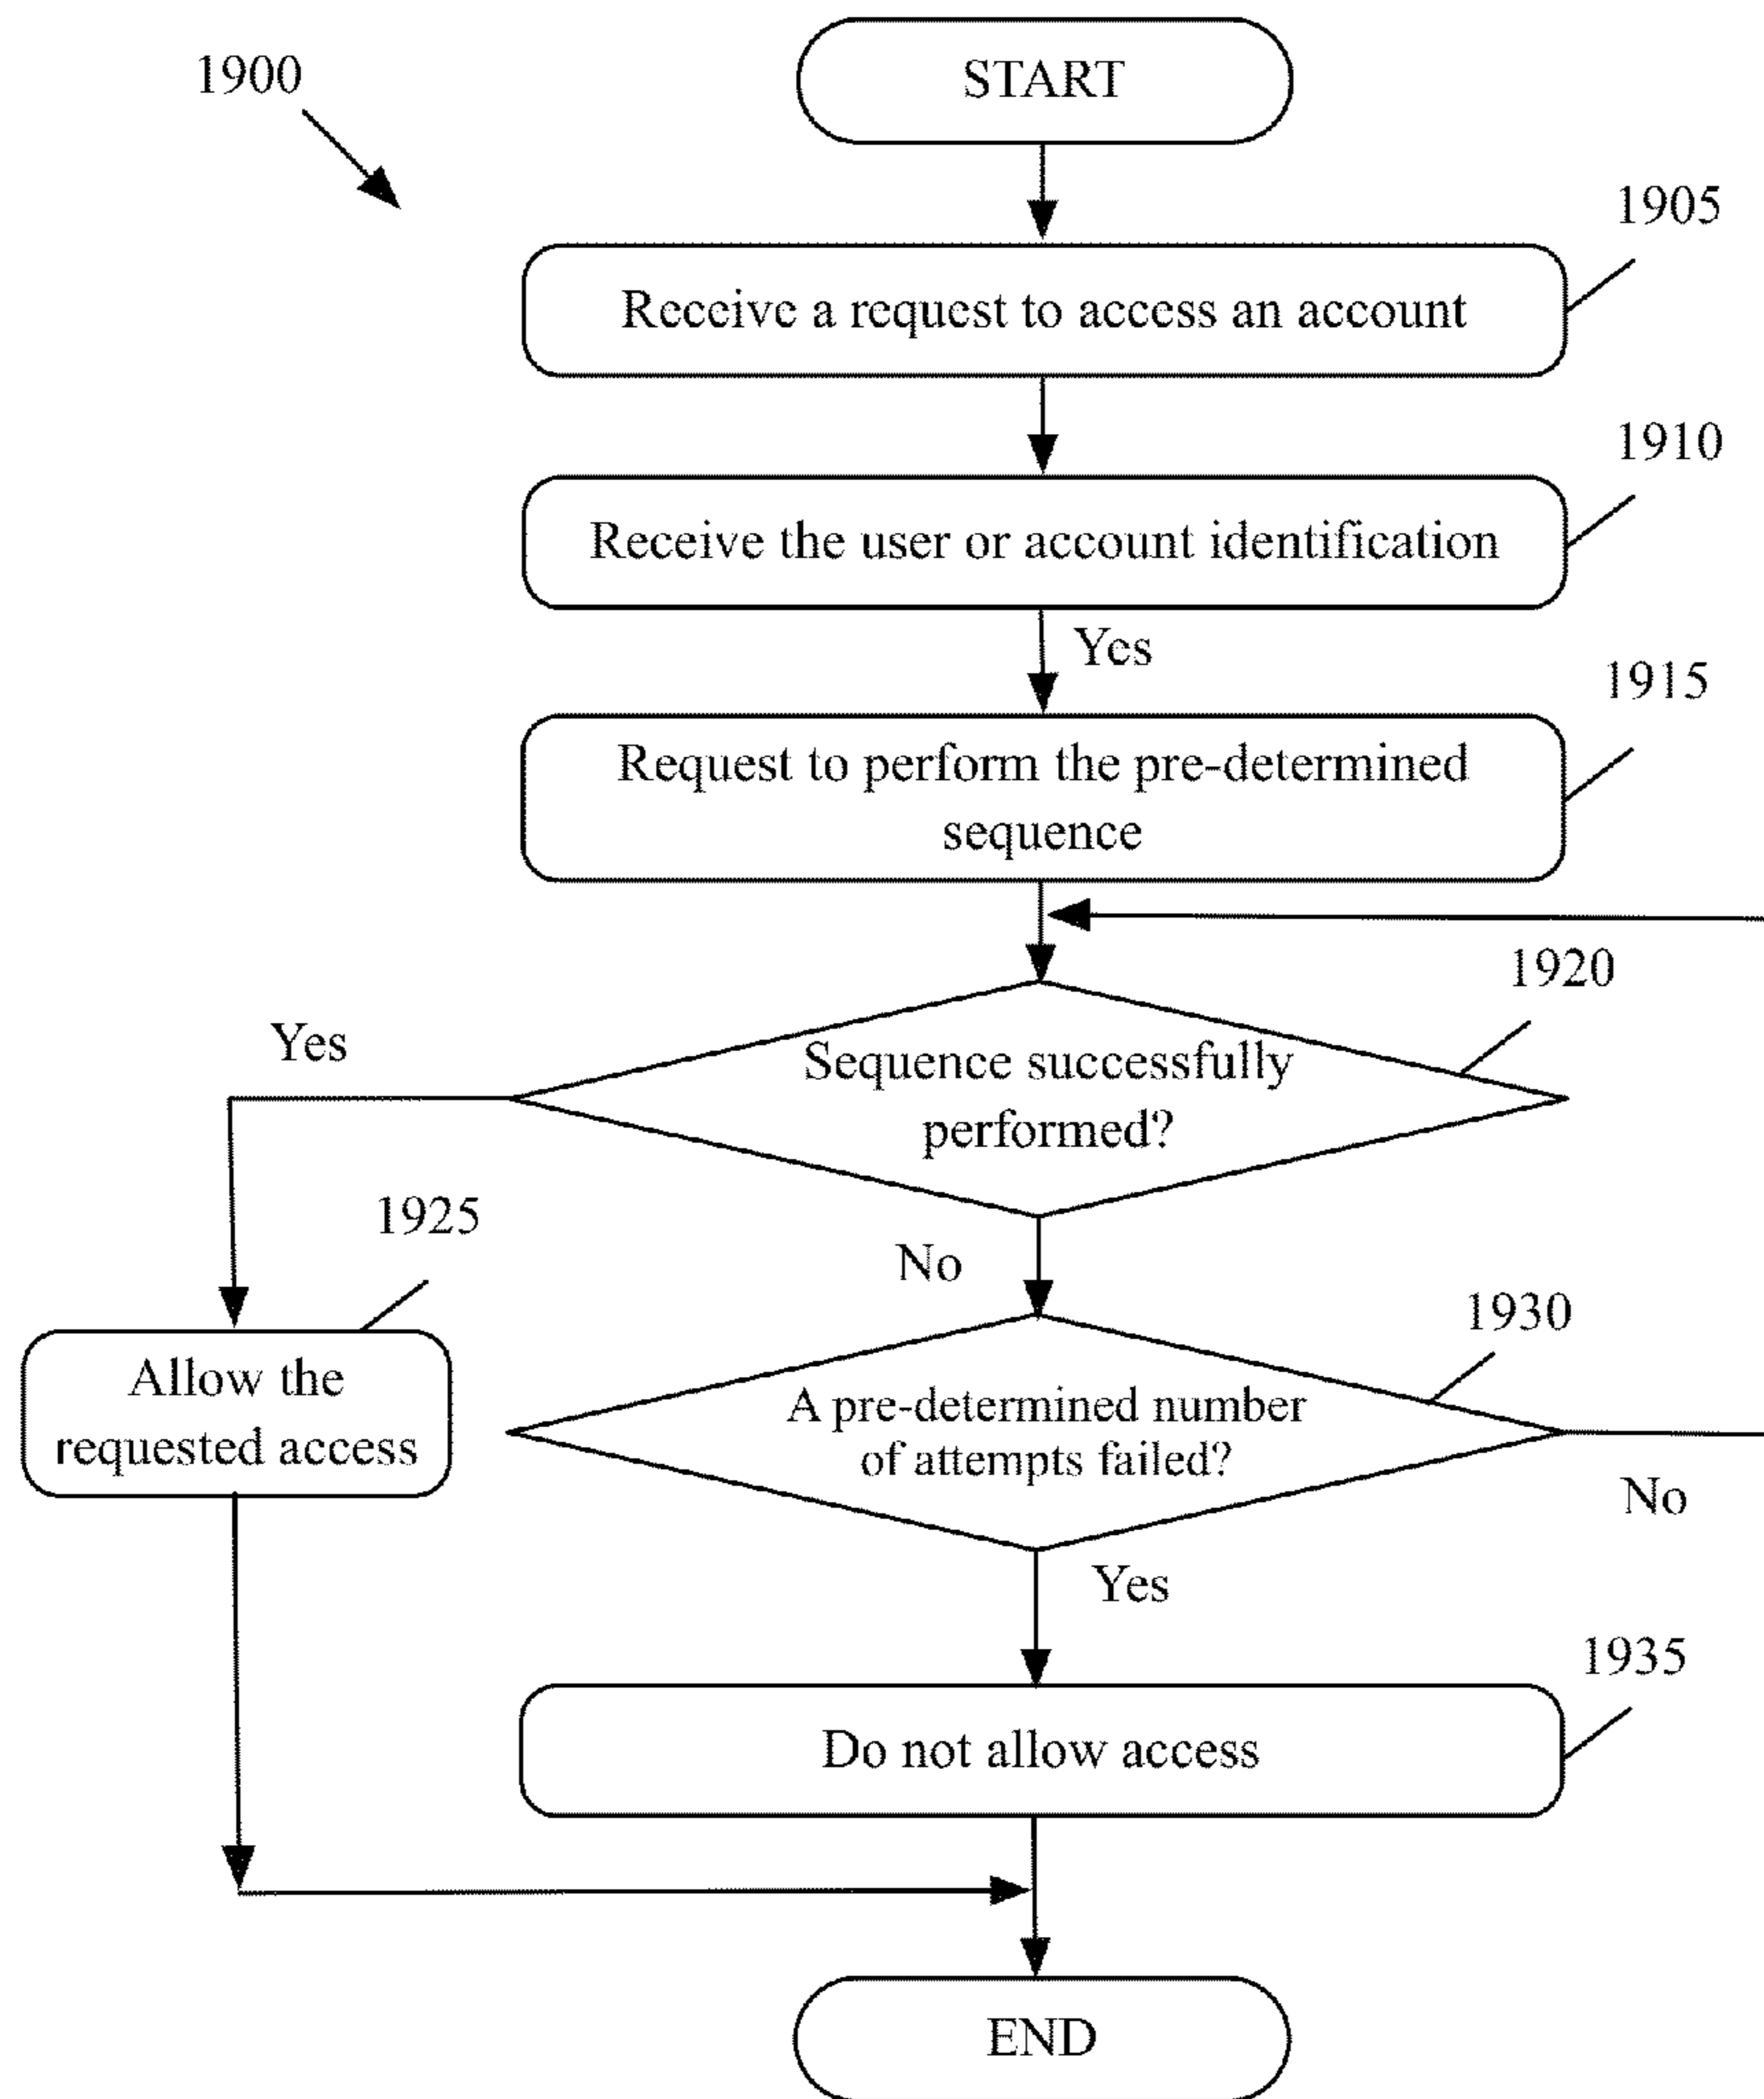 1900
START
1905
Receive a request to access an account
1910
Receive the user or account identification
Yes
1915
Request to perform the pre-determined
sequence
1920
Yes
Sequence successfully
performed?
1925
No
1930
Allow the
requested access
A pre-determined number
of attempts failed?
No
Yes
1935
Do not allow access
END